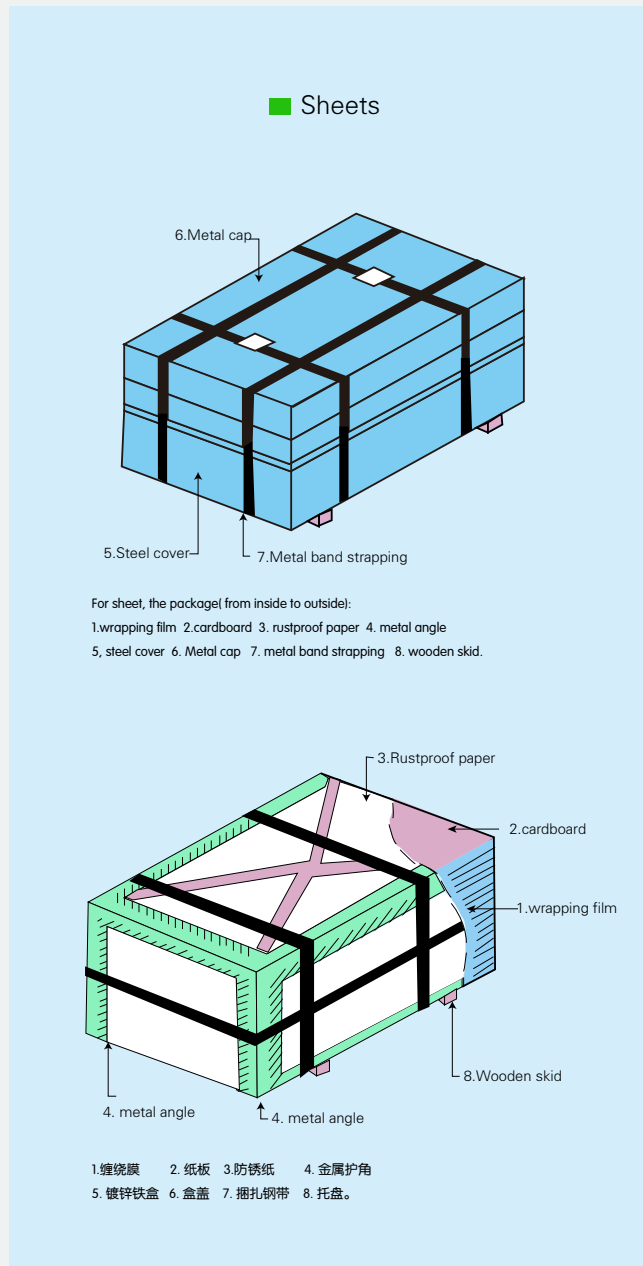 Sheets
6.Metal cap
5.Steel cover
7.Metal band strapping
For sheet, the package( from inside to outside):
1.wrapping film 2.cardboard 3. rustproof paper 4. metal angle
5, steel cover 6. Metal cap 7. metal band strapping 8. wooden skid.
3.Rustproof paper
2.cardboard
1.wrapping film
8.Wooden skid
4. metal angle
4. metal angle
1.缠绕膜 2. 纸板 3.防锈纸 4. 金属护角
5. 镀锌铁盒 6. 盒盖 7. 捆扎钢带 8. 托盘。